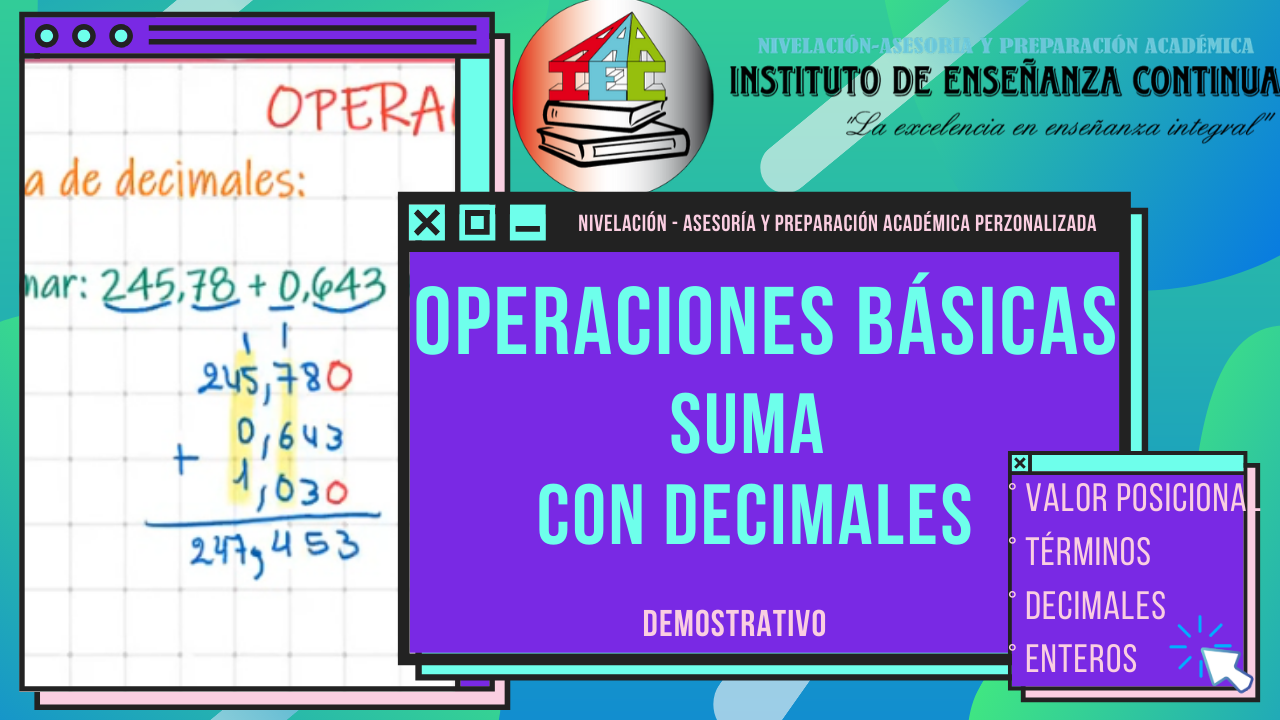 OPERAC
a de decimales:
mar: 245,78 + 0,643
1 1
245,780
0,643
+
1,030
247,453
IEC
NIVELACIÓN-ASESORIA Y PREPARACIÓN ACADÉMICA
INSTITUTO DE ENSEÑANZA CONTINUA
"La excelencia en enseñanza integral"
NIVELACIÓN - ASESORÍA Y PREPARACIÓN ACADÉMICA PERZONALIZADA
OPERACIONES BÁSICAS
SUMA
CON DECIMALES
DEMOSTRATIVO
° VALOR POSICIONAL
° TÉRMINOS
° DECIMALES
° ENTEROS